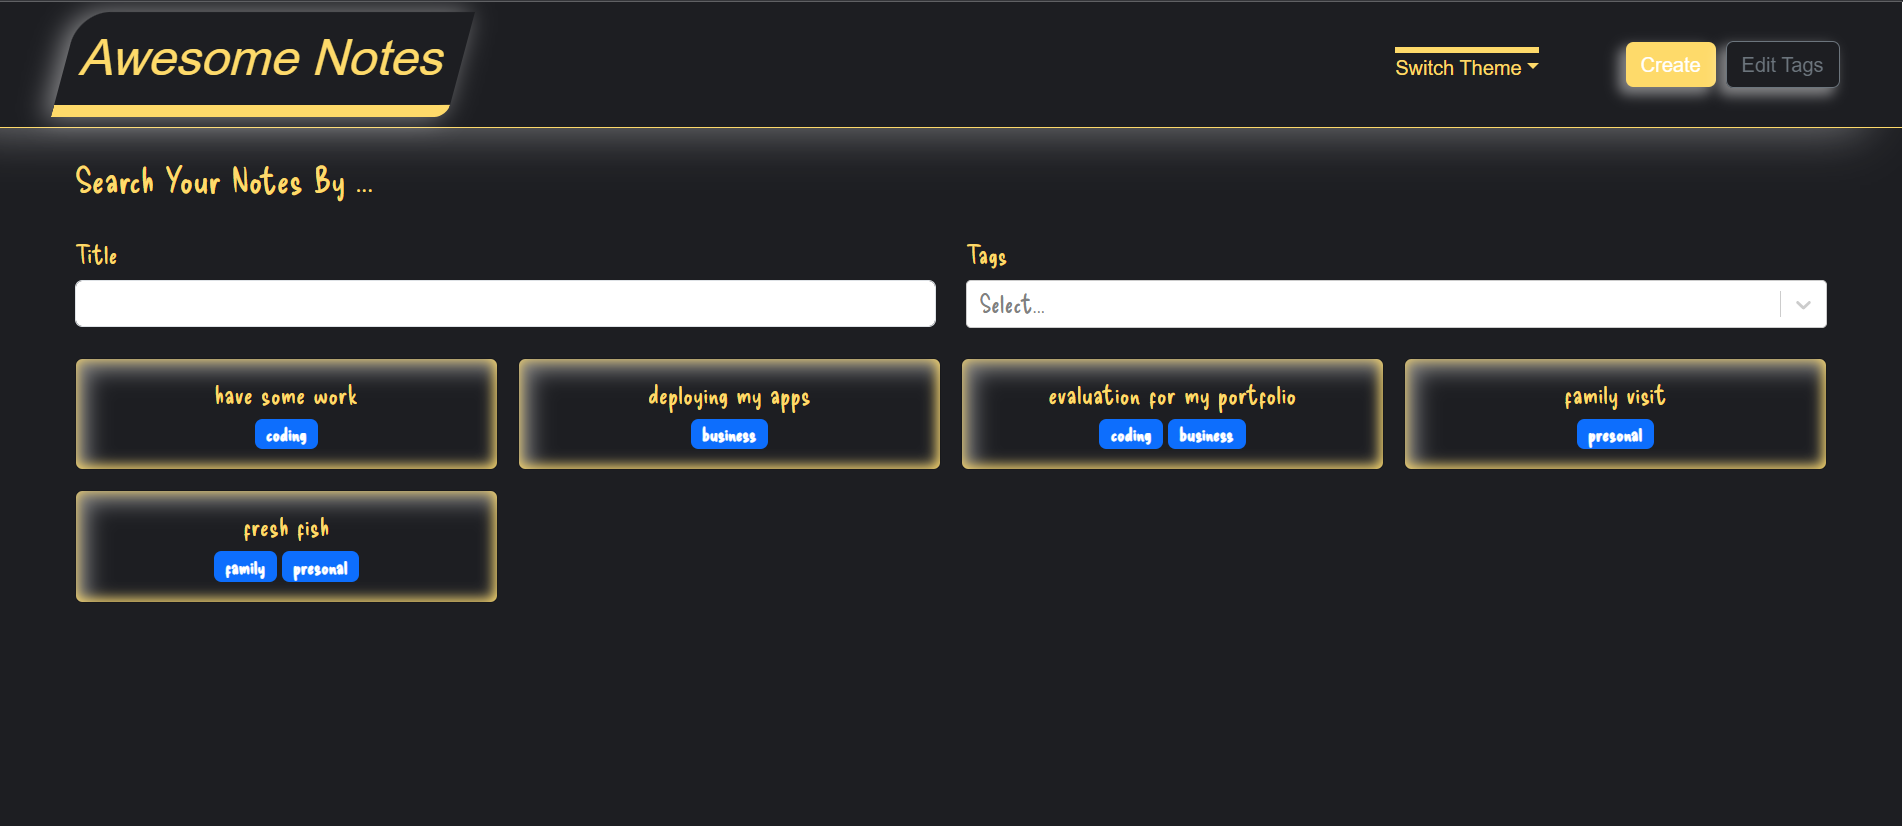 Awesome Notes
Switch Theme
Create
Edit Tags
Search Your Notes By ...
Title
Tags
Select...
have some work
coding
deploying my apps
business
evaluation for my portfolio
coding business
family visit
presonal
fresh fish
family presonal